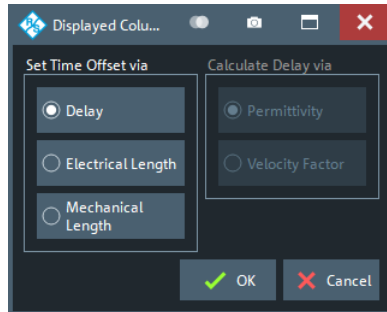 Displayed Colu...
Set Time Offset via
Calculate Delay via
Delay
Permittivity
Electrical Length
Velocity Factor
Mechanical
Length
OK
Cancel